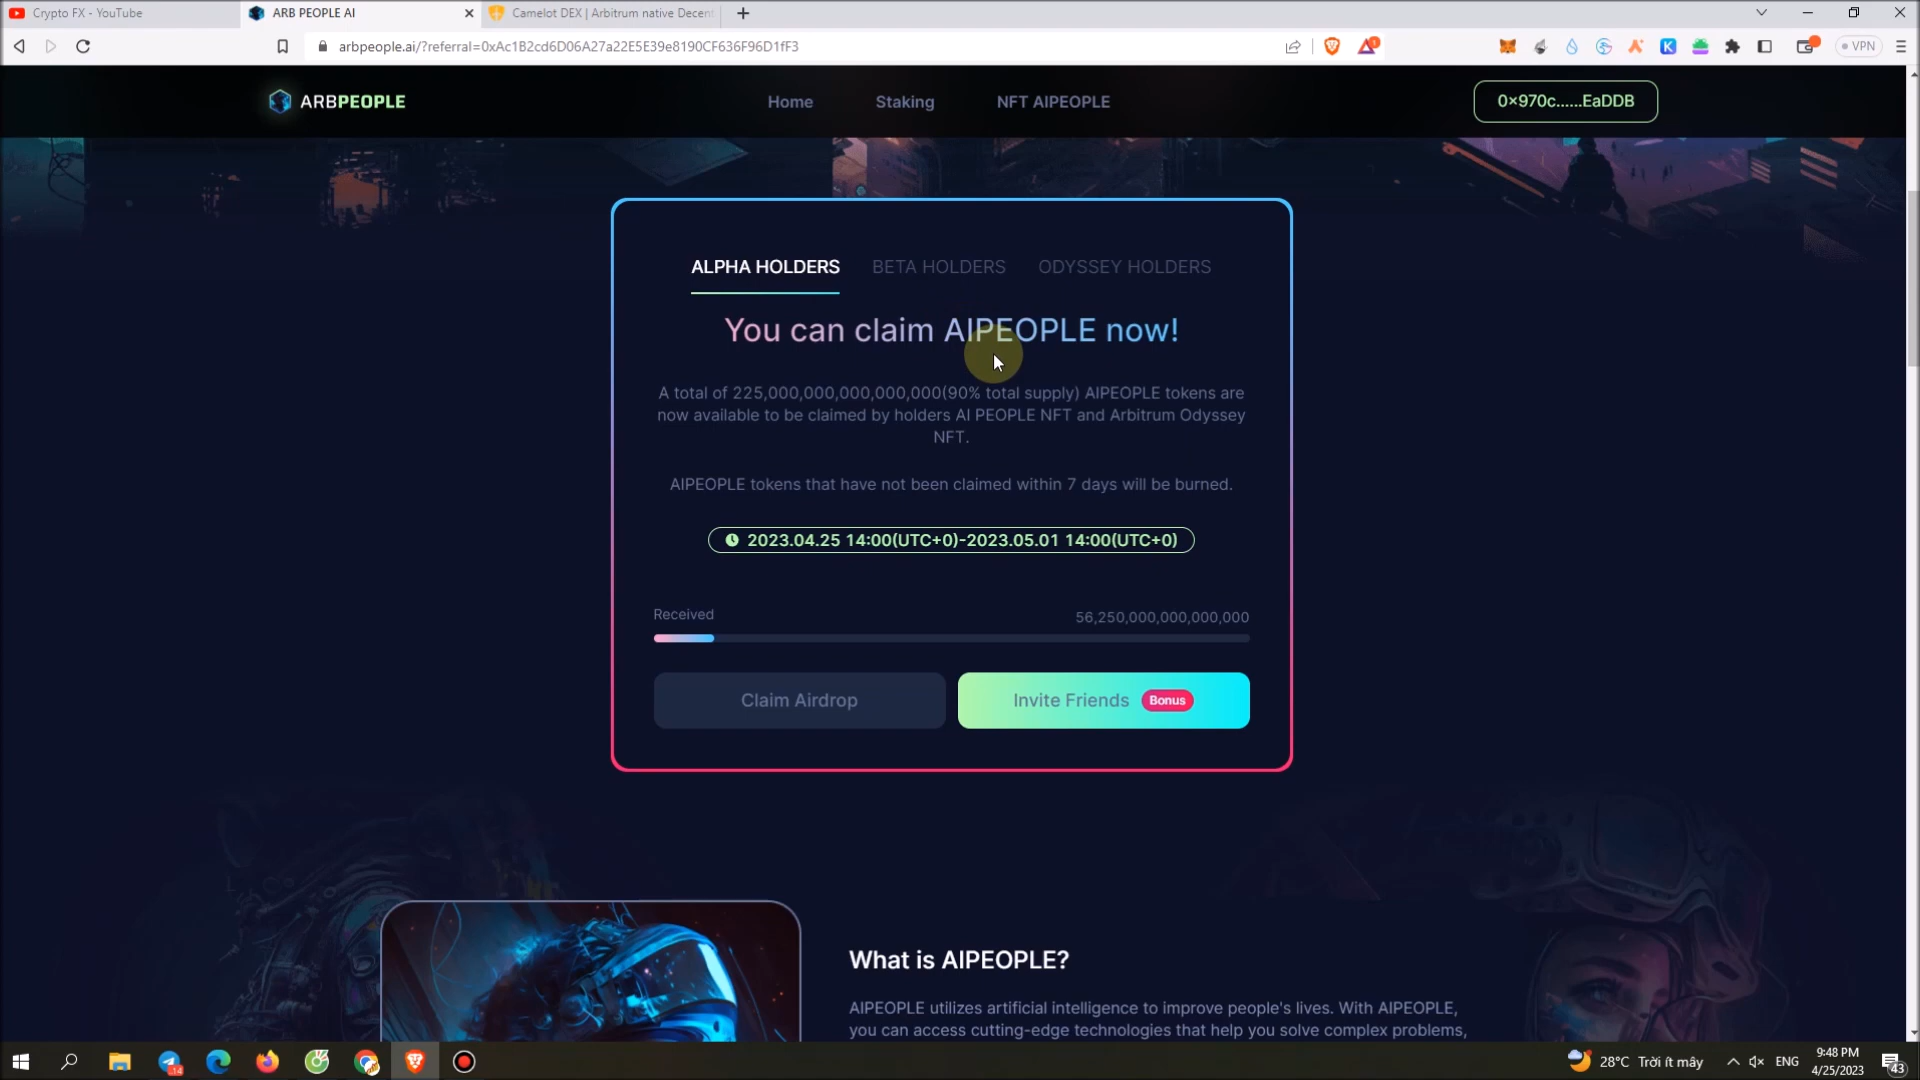 Crypto FX - YouTube
ARB PEOPLE AI
Camelot DEX | Arbitrum native Decent
arbpeople.ai/?referral=0xAc1B2cd6D06A27a22E5E39e8190CF636F96D1fF3
VPN
ARBPEOPLE
Home
Staking
NFT AIPEOPLE
0×970c......EaDDB
ALPHA HOLDERS
BETA HOLDERS
ODYSSEY HOLDERS
You can claim AIPEOPLE now!
A total of 225,000,000,000,000,000(90% total supply) AIPEOPLE tokens are
now available to be claimed by holders AI PEOPLE NFT and Arbitrum Odyssey
NFT.
AIPEOPLE tokens that have not been claimed within 7 days will be burned.
2023.04.25 14:00(UTC+0)-2023.05.01 14:00(UTC+0)
Received
56,250,000,000,000,000
Claim Airdrop
Invite Friends
Bonus
What is AIPEOPLE?
AIPEOPLE utilizes artificial intelligence to improve people's lives. With AIPEOPLE,
you can access cutting-edge technologies that help you solve complex problems,
14
28°C
Trời ít mây
ENG
9:48 PM
4/25/2023
43